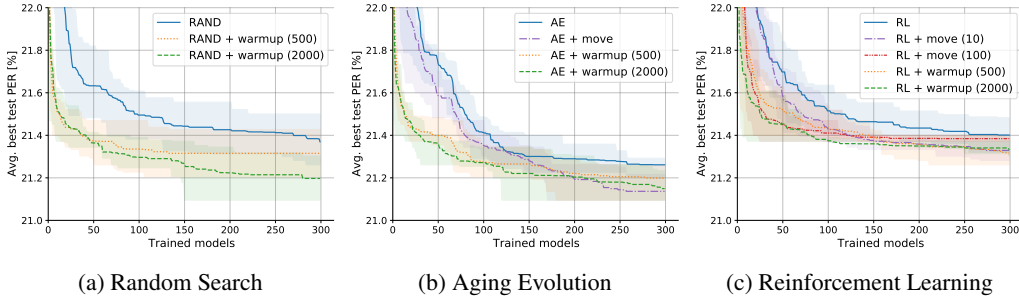 Avg. best test PER [%]
22.0
21.8
21.6
21.4
21.2
21.0
0 50 100 150 200 250 300
Trained models
RAND
RAND + warmup (500)
RAND + warmup (2000)
(a) Random Search
Avg. best test PER [%]
22.0
21.8
21.6
21.4
21.2
21.0
0 50 100 150 200 250 300
Trained models
AE
AE + move
AE + warmup (500)
AE + warmup (2000)
(b) Aging Evolution
Avg. best test PER [%]
22.0
21.8
21.6
21.4
21.2
21.0
0 50 100 150 200 250 300
Trained models
RL
RL + move (10)
RL + move (100)
RL + warmup (500)
RL + warmup (2000)
(c) Reinforcement Learning